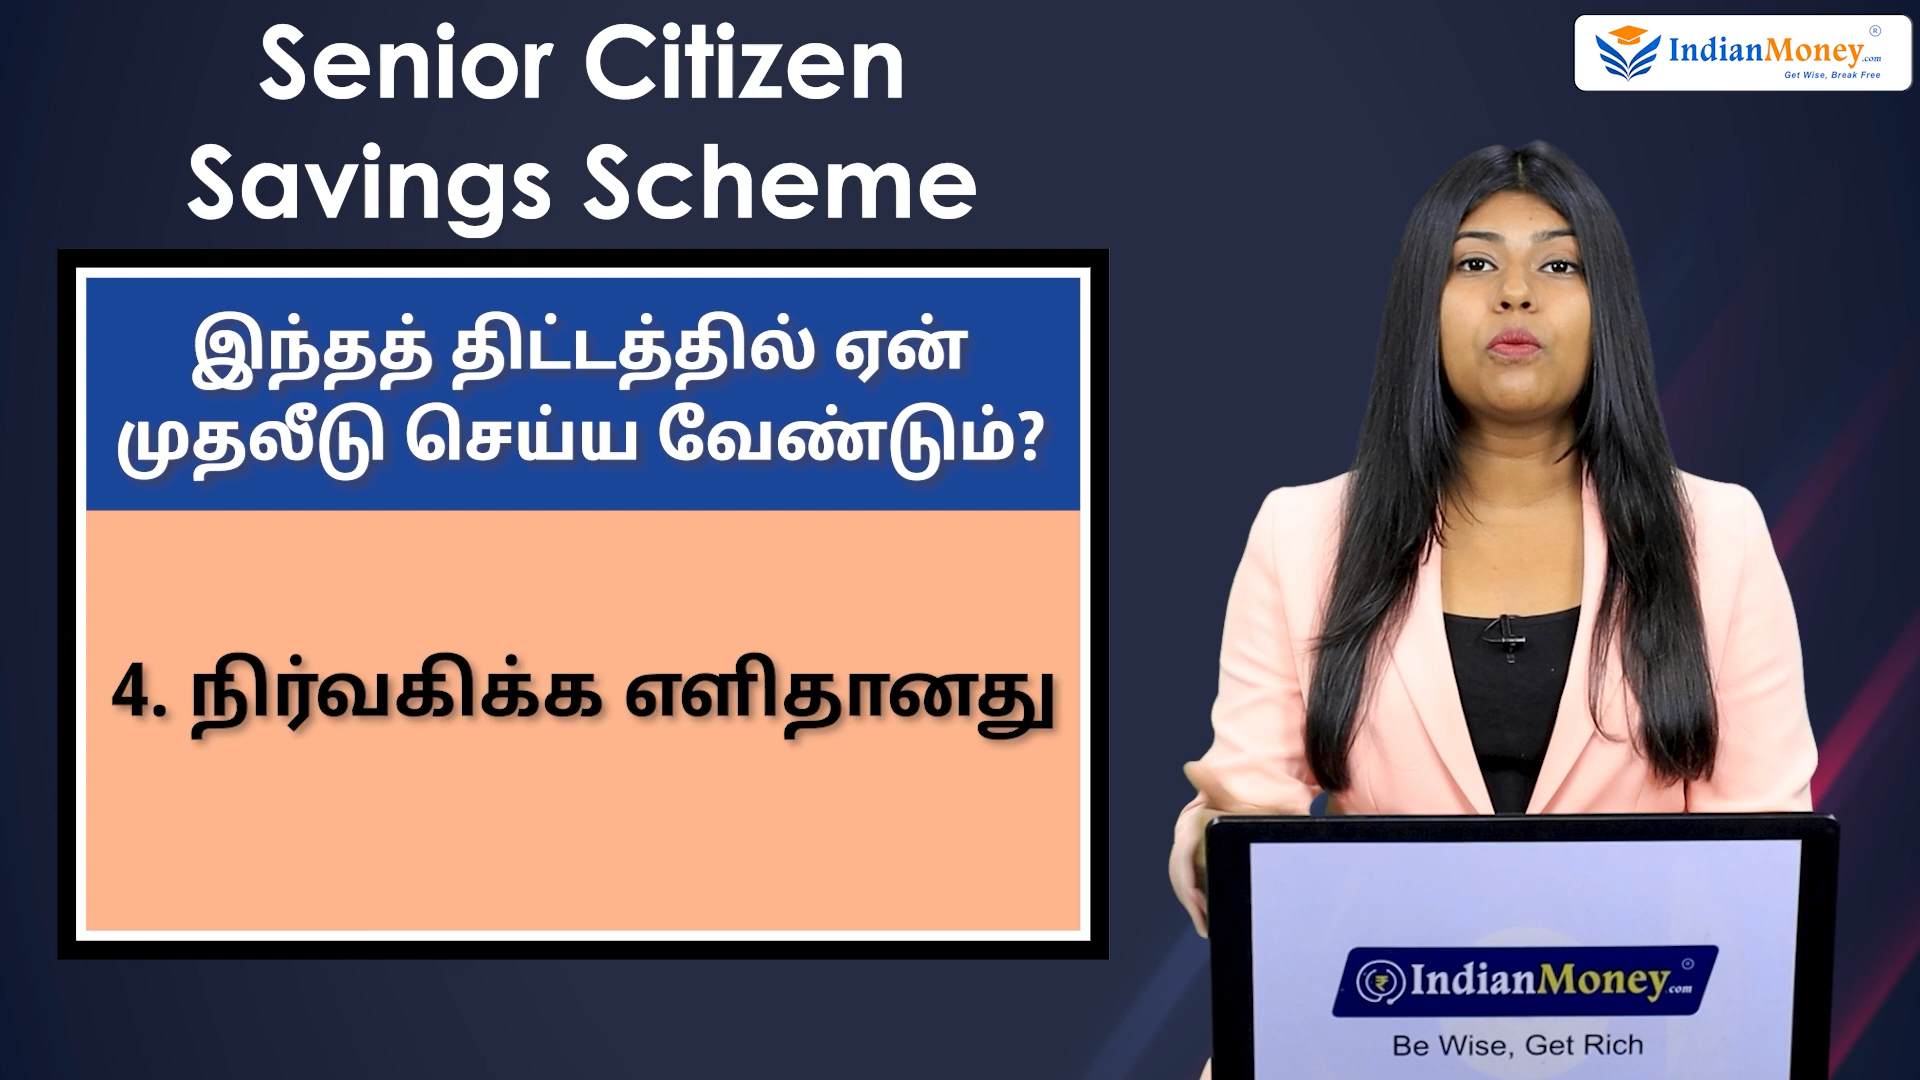 Senior Citizen
Savings Scheme
IndianMoney.com ®
Get Wise, Break Free
இந்தத் திட்டத்தில் ஏன்
முதலீடு செய்ய வேண்டும்?
4. நிர்வகிக்க எளிதானது
IndianMoney.com ®
Be Wise, Get Rich